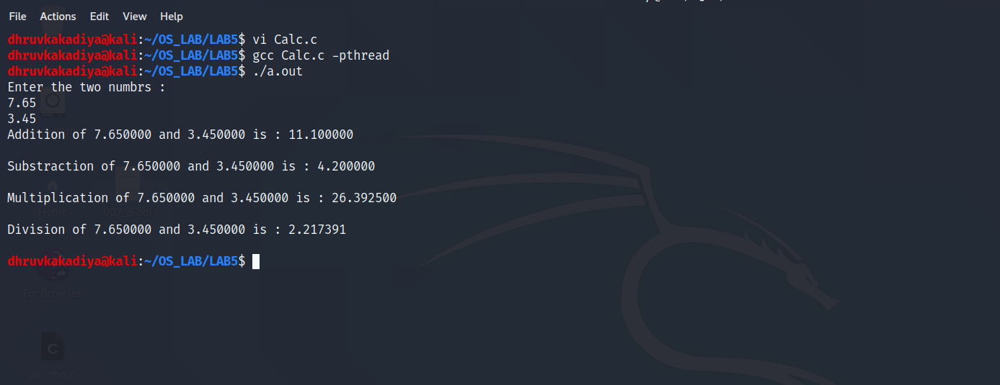 File Actions Edit View Help
dhruvkakadiya@kali:~/OS_LAB/LAB5$ vi Calc.c
dhruvkakadiya@kali:~/OS_LAB/LAB5$ gcc Calc.c -pthread
dhruvkakadiya@kali:~/OS_LAB/LAB5$ ./a.out
Enter the two numbrs :
7.65
3.45
Addition of 7.650000 and 3.450000 is : 11.100000
Substraction of 7.650000 and 3.450000 is : 4.200000
Multiplication of 7.650000 and 3.450000 is : 26.392500
Home
Division of 7.650000 and 3.450000 is : 2.217391
dhruvkakadiya@kali:~/OS_LAB/LAB5$
Tor Browser
C
os_cmd.c